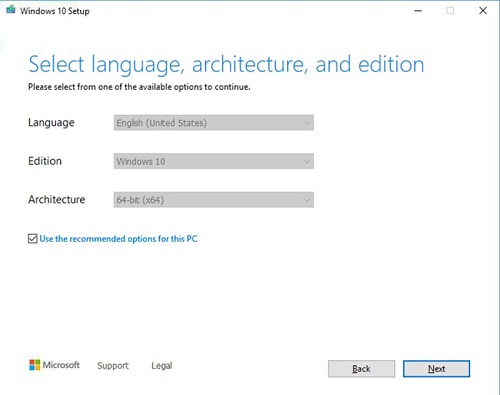 Windows 10 Setup
Select language, architecture, and edition
Please select from one of the available options to continue.
Language English (United States)
Edition Windows 10
Architecture 64-bit (x64)
Use the recommended options for this PC
Microsoft Support Legal Back Next